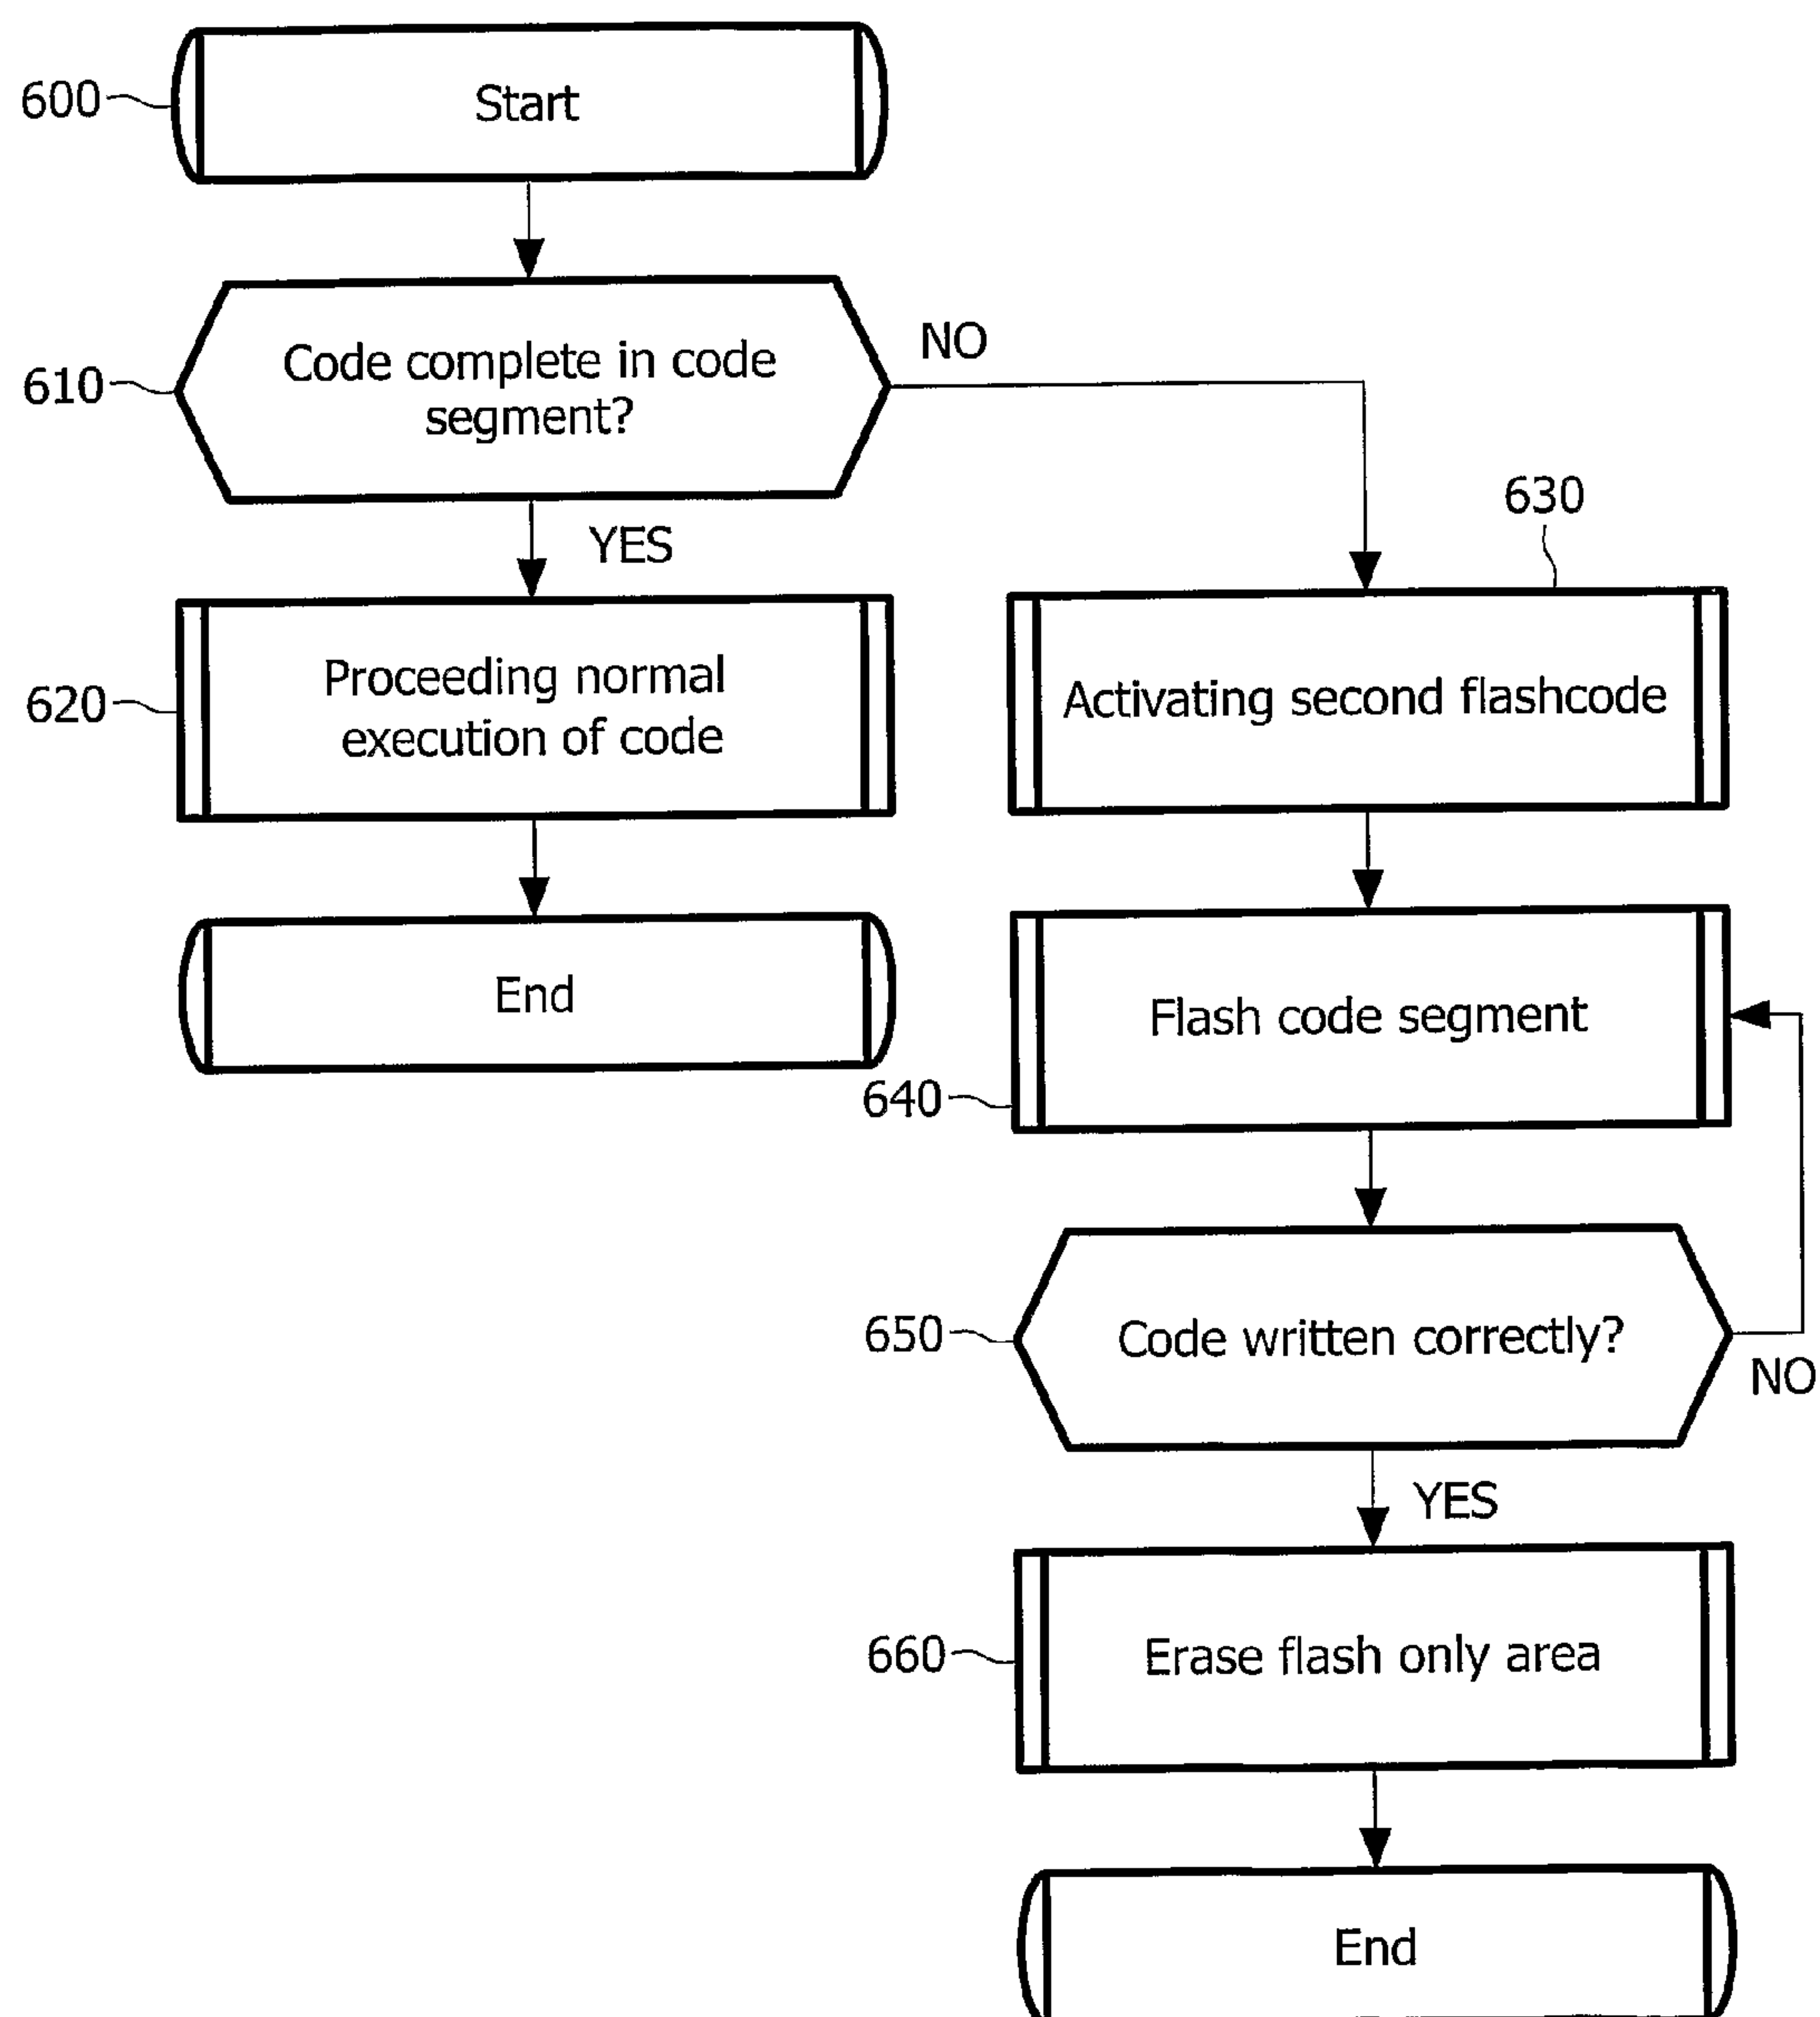 600
Start
610
Code complete in code
segment?
NO
YES
630
620
Proceeding normal
execution of code
Activating second flashcode
End
Flash code segment
640
650
Code written correctly?
NO
YES
660
Erase flash only area
End